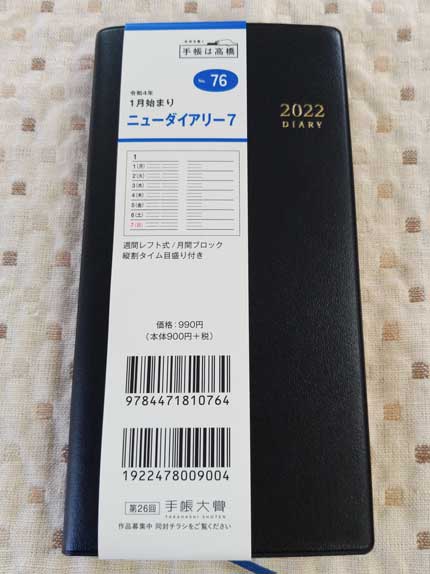 手帳は高橋
No. 76
令和4年
1月始まり
ニューダイアリー7
2022
DIARY
1
1(月)
2(火)
3(水)
4(木)
5(金)
6(土)
7(日)
週間レフト式/月間ブロック
縦割タイム目盛り付き
価格:990円
(本体900円+税)
9784471810764
1922478009004
第26回 手帳大賞
TAKAHASHI SHOTEN
作品募集中 同封チラシをご覧ください